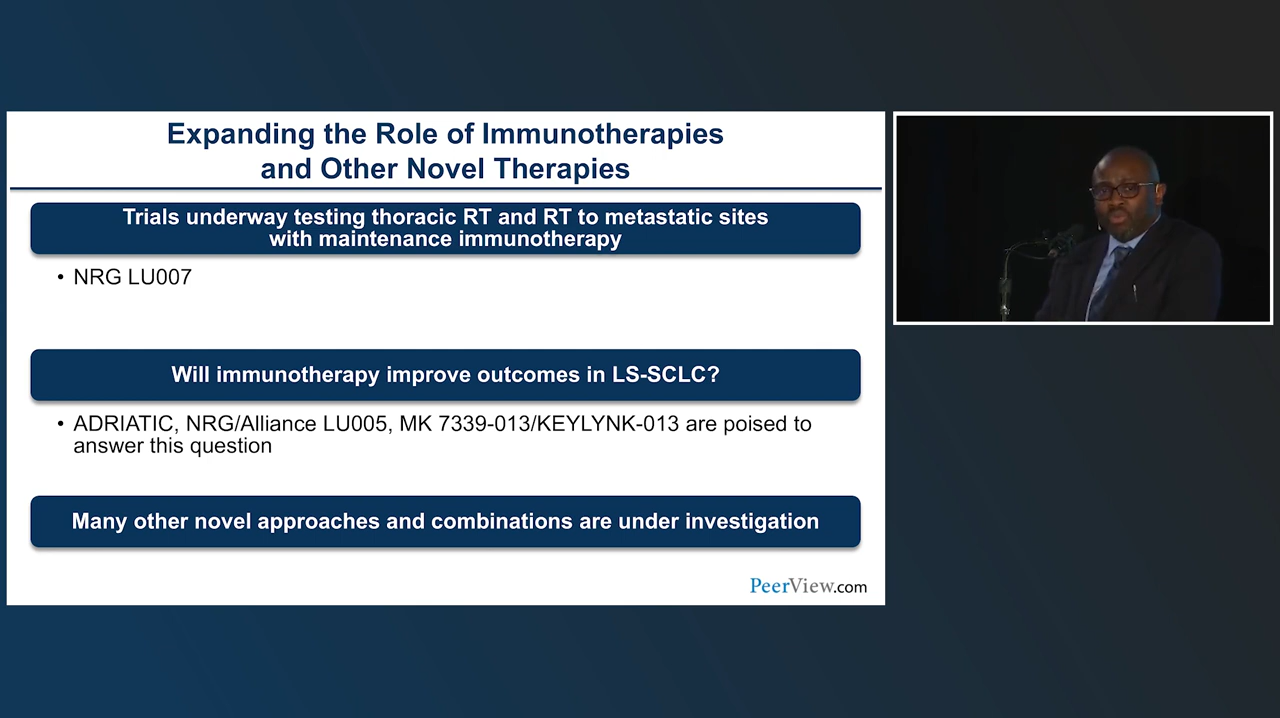 Expanding the Role of Immunotherapies
and Other Novel Therapies
Trials underway testing thoracic RT and RT to metastatic sites
with maintenance immunotherapy
• NRG LU007
Will immunotherapy improve outcomes in LS-SCLC?
• ADRIATIC, NRG/Alliance LU005, MK 7339-013/KEYLYNK-013 are poised to
answer this question
Many other novel approaches and combinations are under investigation
PeerView.com